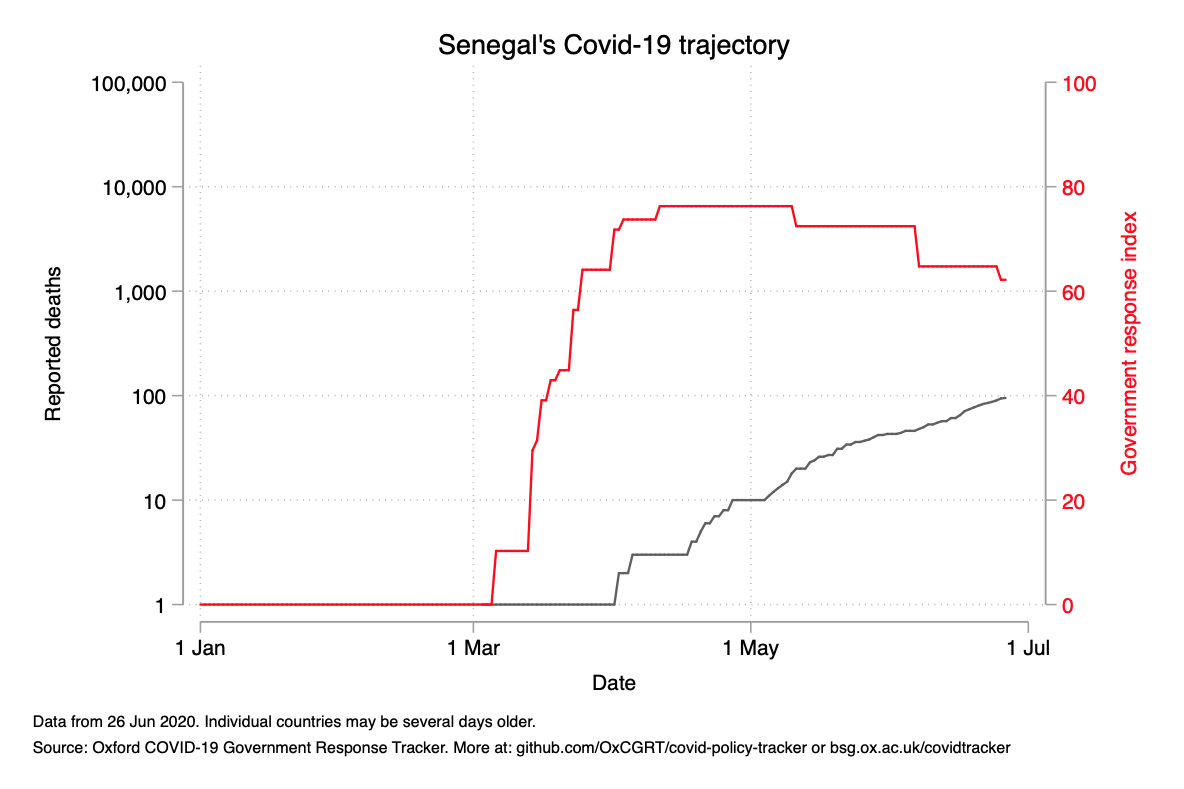 Senegal's Covid-19 trajectory
100,000
10,000
1,000
100
10
1
Reported deaths
100
80
60
40
20
0
Government response index
1 Jan
1 Mar
1 May
1 Jul
Date
Data from 26 Jun 2020. Individual countries may be several days older.
Source: Oxford COVID-19 Government Response Tracker. More at: github.com/OxCGRT/covid-policy-tracker or bsg.ox.ac.uk/covidtracker